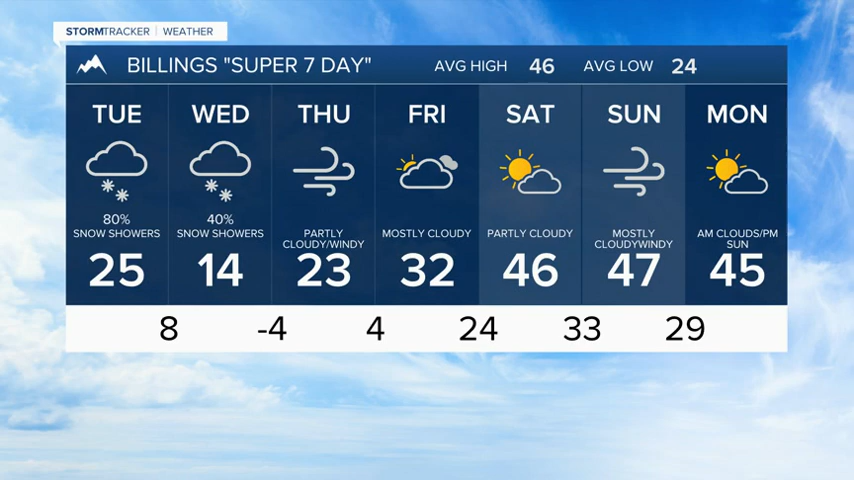 STORMTRACKER | WEATHER
BILLINGS "SUPER 7 DAY" AVG HIGH 46 AVG LOW 24
TUE WED THU FRI SAT SUN MON
80% 40%
SNOW SHOWERS SNOW SHOWERS PARTLY MOSTLY CLOUDY PARTLY CLOUDY MOSTLY AM CLOUDS/PM
CLOUDY/WINDY CLOUDYWINDY SUN
25 14 23 32 46 47 45
8 -4 4 24 33 29